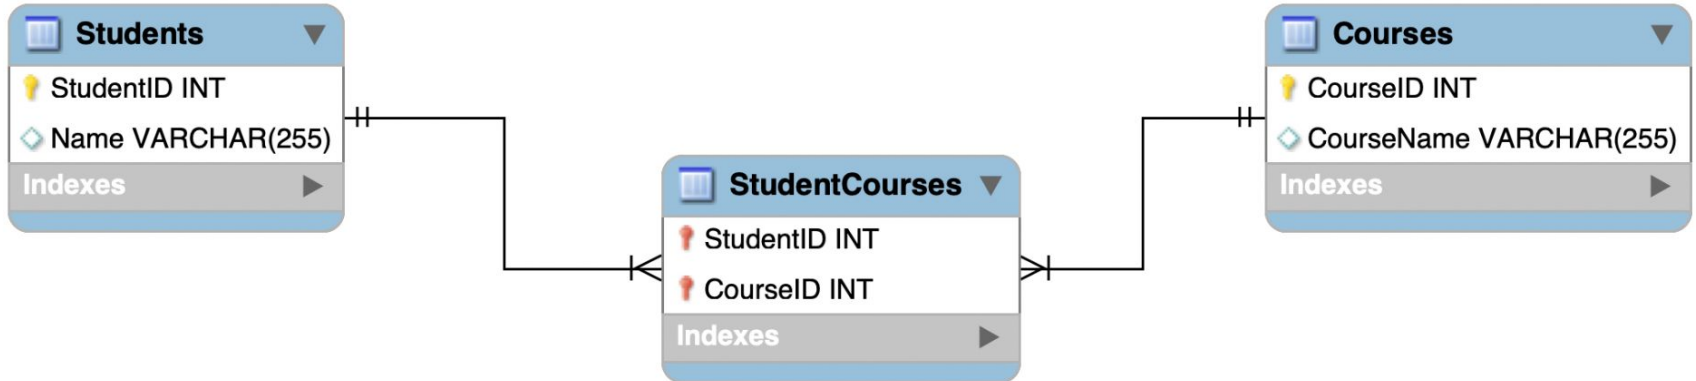 Students
StudentID INT
Name VARCHAR(255)
Indexes
StudentCourses
StudentID INT
CourseID INT
Indexes
Courses
CourseID INT
CourseName VARCHAR(255)
Indexes